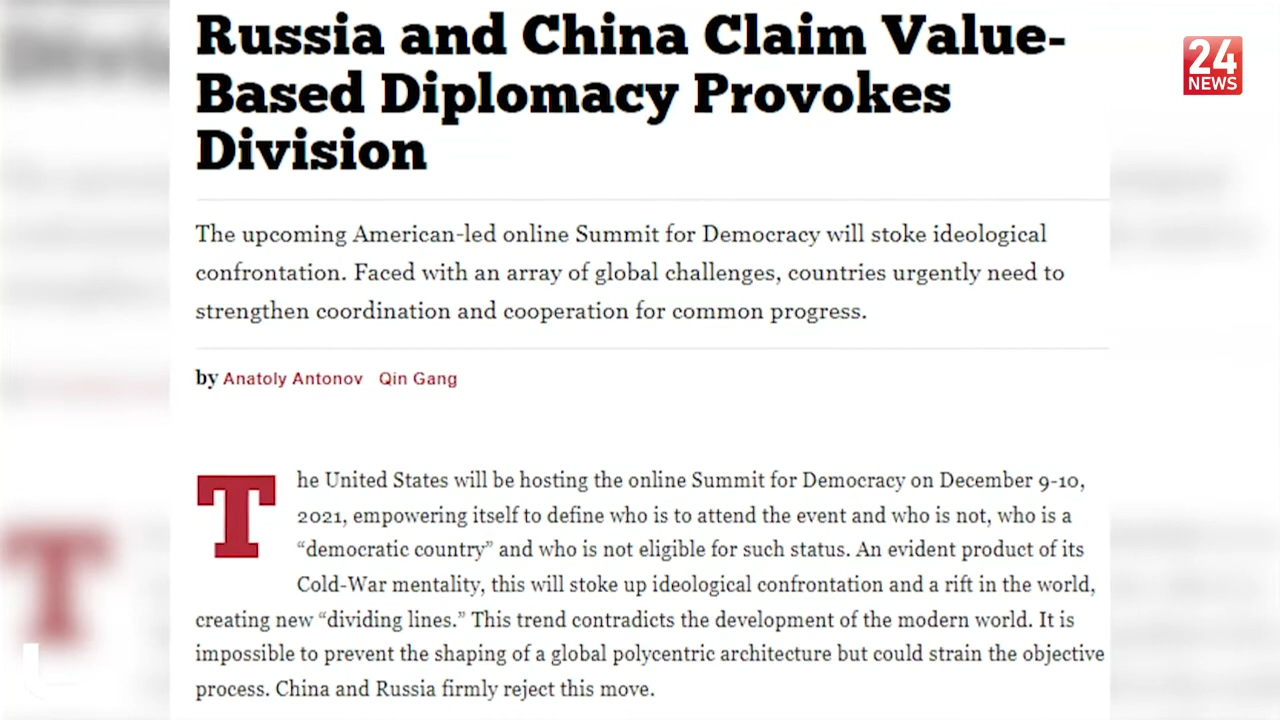 Russia and China Claim Value-
Based Diplomacy Provokes
Division
24
NEWS
The upcoming American-led online Summit for Democracy will stoke ideological
confrontation. Faced with an array of global challenges, countries urgently need to
strengthen coordination and cooperation for common progress.
by Anatoly Antonov Qin Gang
The United States will be hosting the online Summit for Democracy on December 9-10,
2021, empowering itself to define who is to attend the event and who is not, who is a
“democratic country” and who is not eligible for such status. An evident product of its
Cold-War mentality, this will stoke up ideological confrontation and a rift in the world,
creating new “dividing lines.” This trend contradicts the development of the modern world. It is
impossible to prevent the shaping of a global polycentric architecture but could strain the objective
process. China and Russia firmly reject this move.